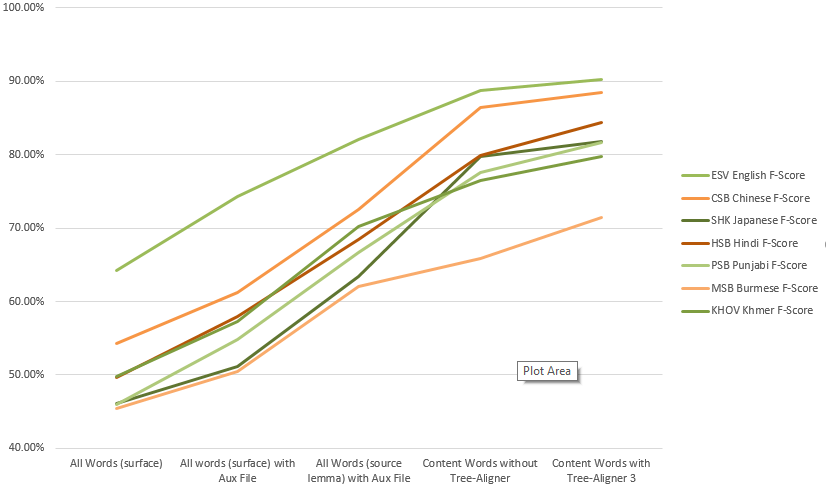 100.00%
90.00%
80.00%
70.00%
60.00%
50.00%
40.00%
All Words (surface)
All words (surface) with
Aux File
All Words (source
lemma) with Aux File
Content Words without
Tree-Aligner
Content Words with
Tree-Aligner 3
Plot Area
ESV English F-Score
CSB Chinese F-Score
SHK Japanese F-Score
HSB Hindi F-Score
PSB Punjabi F-Score
MSB Burmese F-Score
KHOV Khmer F-Score